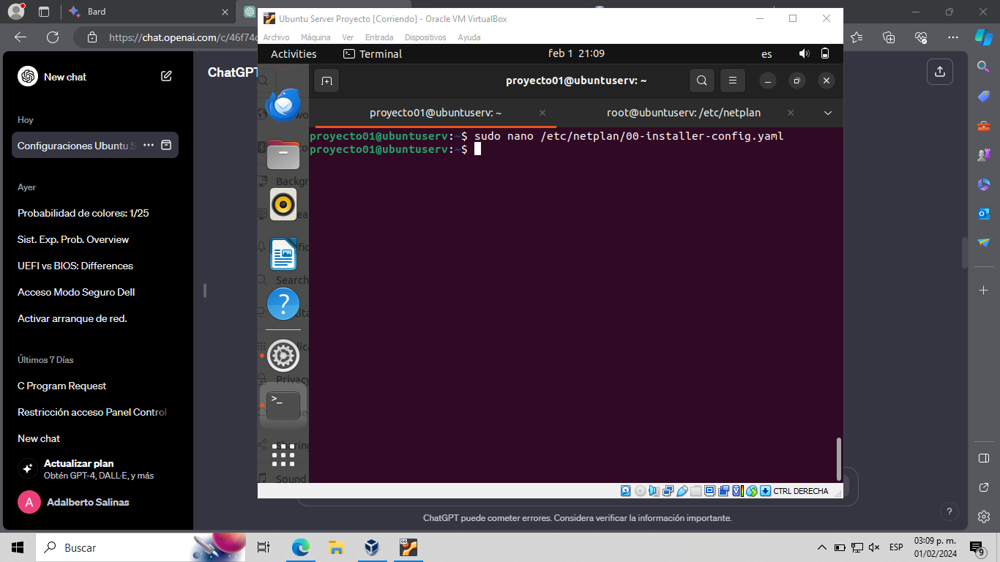 Bard
https://chat.openai.com/c/46f74c
Ubuntu Server Proyecto [Corriendo] - Oracle VM VirtualBox
Archivo Máquina Ver Entrada Dispositivos Ayuda
Activities Terminal feb 1 21:09 es
New chat
ChatGPT
proyecto01@ubuntuserv: ~
proyecto01@ubuntuserv: ~
root@ubuntuserv: /etc/netplan
proyecto01@ubuntuserv:~$ sudo nano /etc/netplan/00-installer-config.yaml
proyecto01@ubuntuserv:~$
Hoy
Configuraciones Ubuntu S
Ayer
Probabilidad de colores: 1/25
Sist. Exp. Prob. Overview
UEFI vs BIOS: Differences
Acceso Modo Seguro Dell
Activar arranque de red.
Últimos 7 Días
C Program Request
Restricción acceso Panel Control
New chat
Actualizar plan
Obtén GPT-4, DALL·E, y más
A
Adalberto Salinas
Backgr
Search
Privacy
Sharing
Sound
CTRL DERECHA
ChatGPT puede cometer errores. Considera verificar la información importante.
?
Buscar
ESP
03:09 p. m.
01/02/2024
9